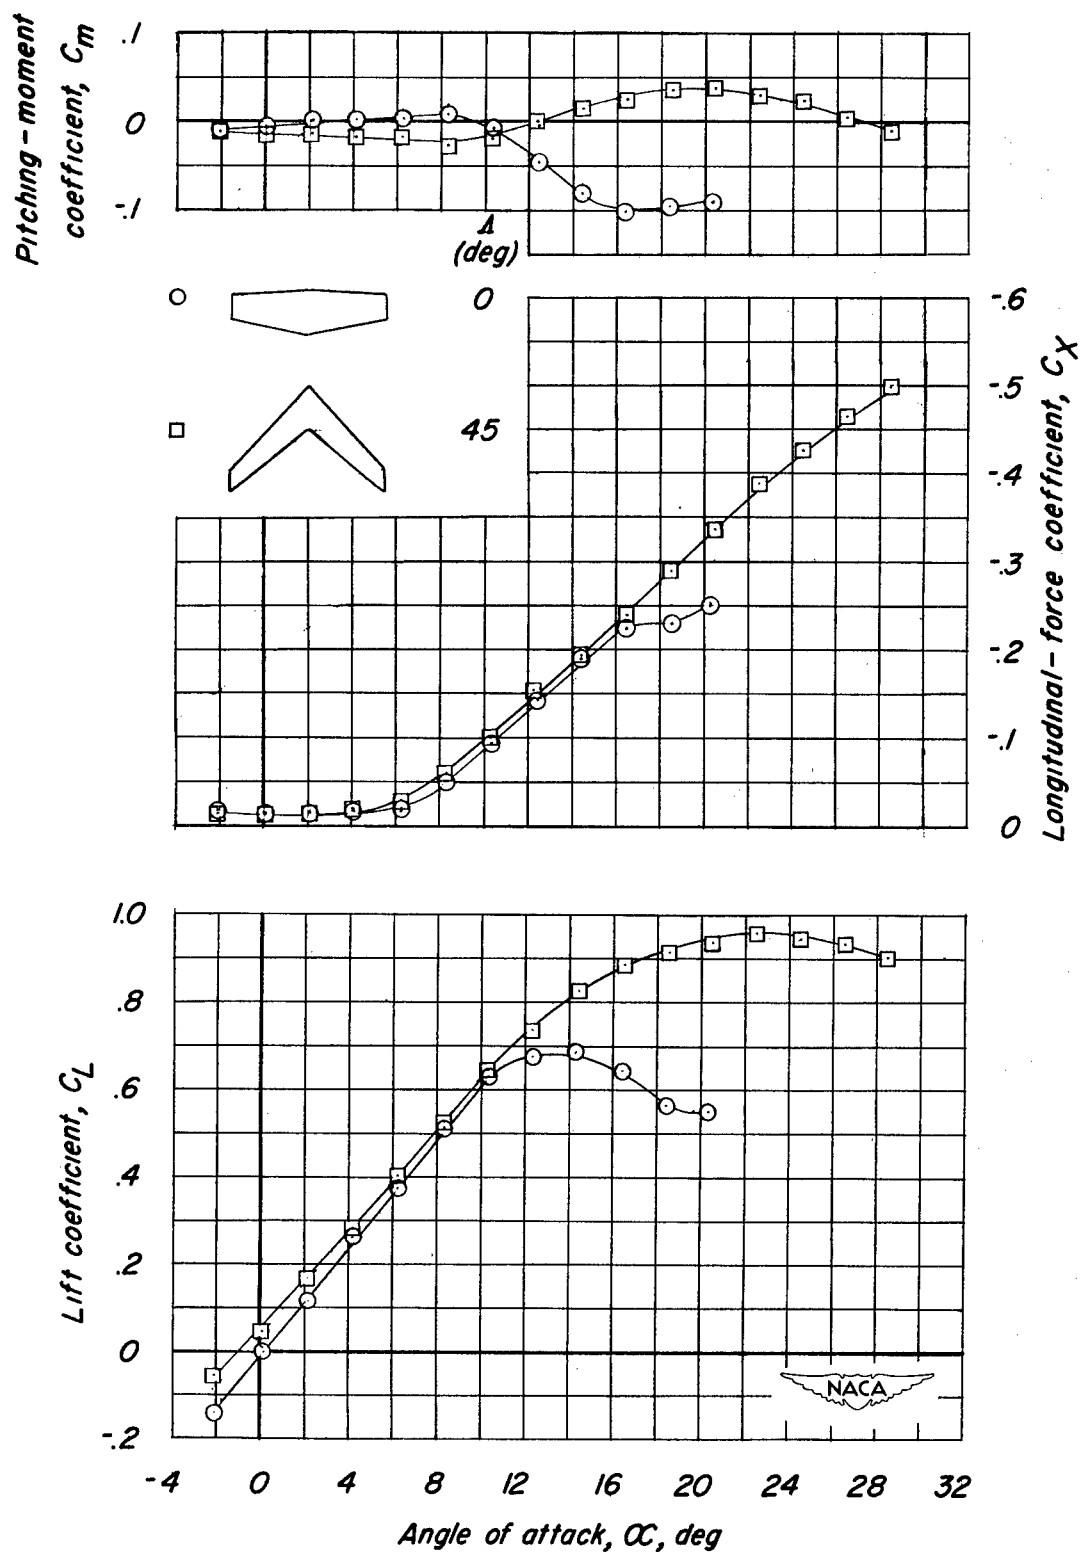 Pitching-moment
coefficient, Cm
.1
0
-.1
Λ
(deg)
0
45
-.6
-.5
-.4
-.3
-.2
-.1
0
Longitudinal-force coefficient, CX
1.0
.8
.6
.4
.2
0
-.2
Lift coefficient, CL
NACA
-4 0 4 8 12 16 20 24 28 32
Angle of attack, α, deg